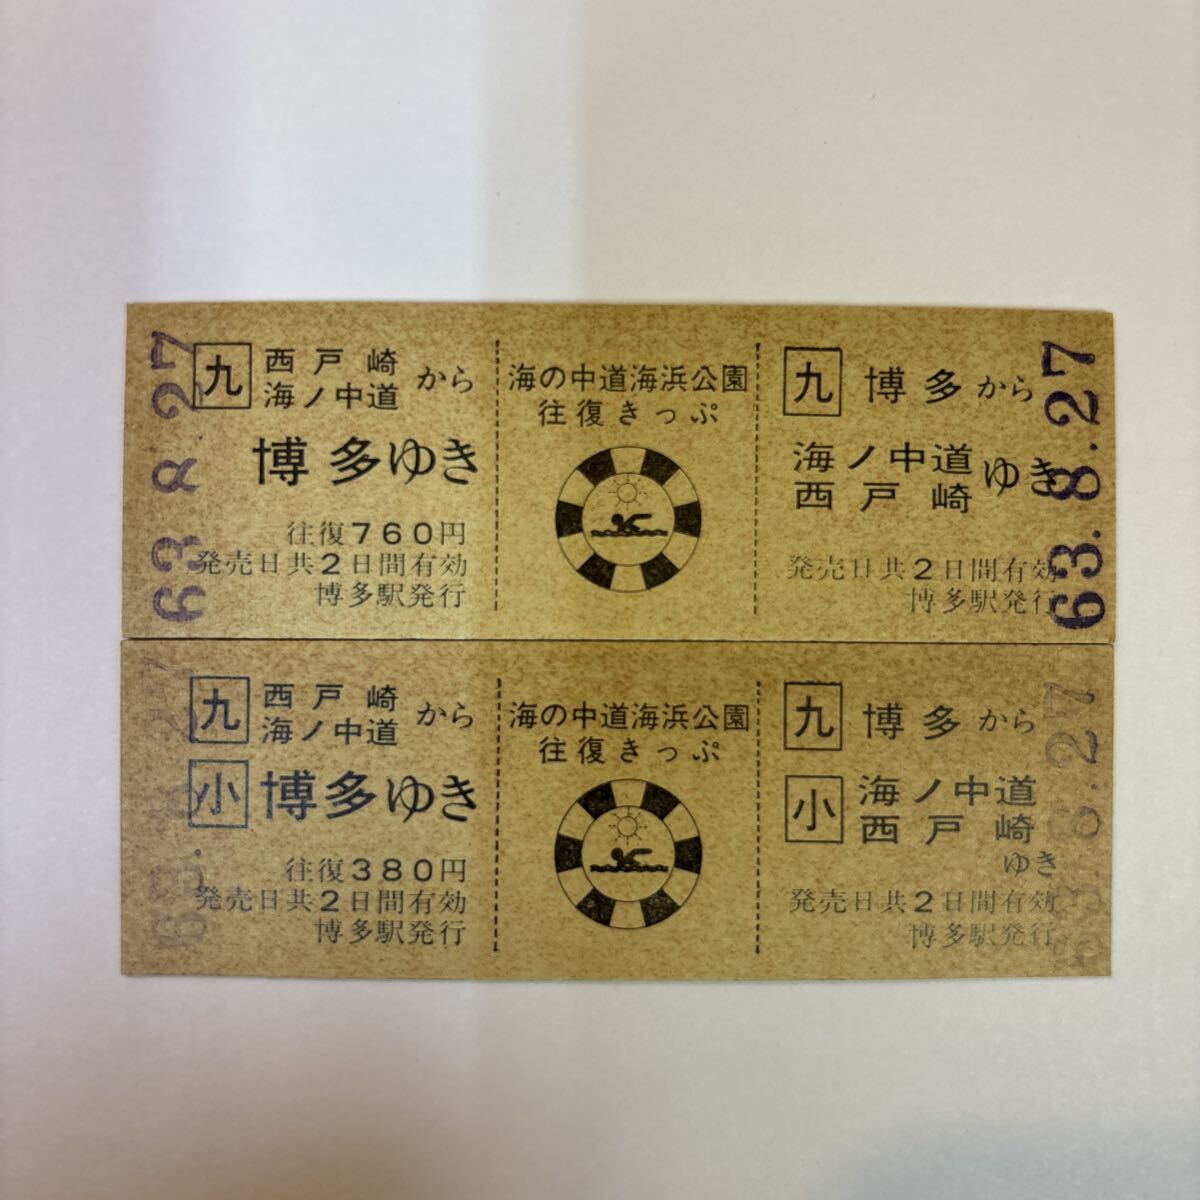 63.8.27
九
西戸崎
海ノ中道
から
博多ゆき
往復760円
発売日共2日間有効
博多駅発行
海の中道海浜公園
往復きっぷ
九 博多から
海ノ中道
西戸崎
ゆき
発売日共2日間有効
博多駅発行
63.8.27
63.8.27
九
西戸崎
海ノ中道
から
小 博多ゆき
往復380円
発売日共2日間有効
博多駅発行
海の中道海浜公園
往復きっぷ
九 博多から
小
海ノ中道
西戸崎
ゆき
発売日共2日間有効
博多駅発行
63.8.27